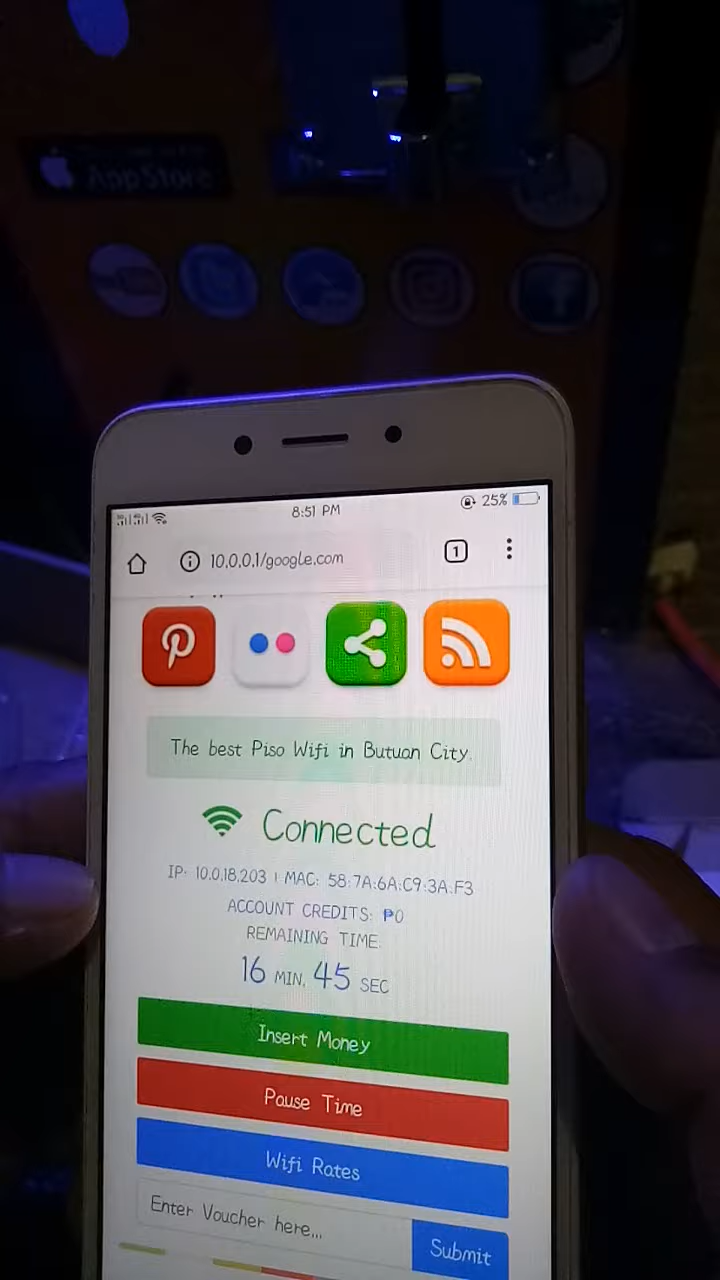 App Store
8:51 PM
25%
10.0.0.1/google.com
1
The best Piso Wifi in Butuan City.
Connected
IP: 10.0.18.203 | MAC: 58:7A:6A:C9:3A:F3
ACCOUNT CREDITS: ₱0
REMAINING TIME:
16 MIN. 45 SEC
Insert Money
Pause Time
Wifi Rates
Enter Voucher here...
Submit